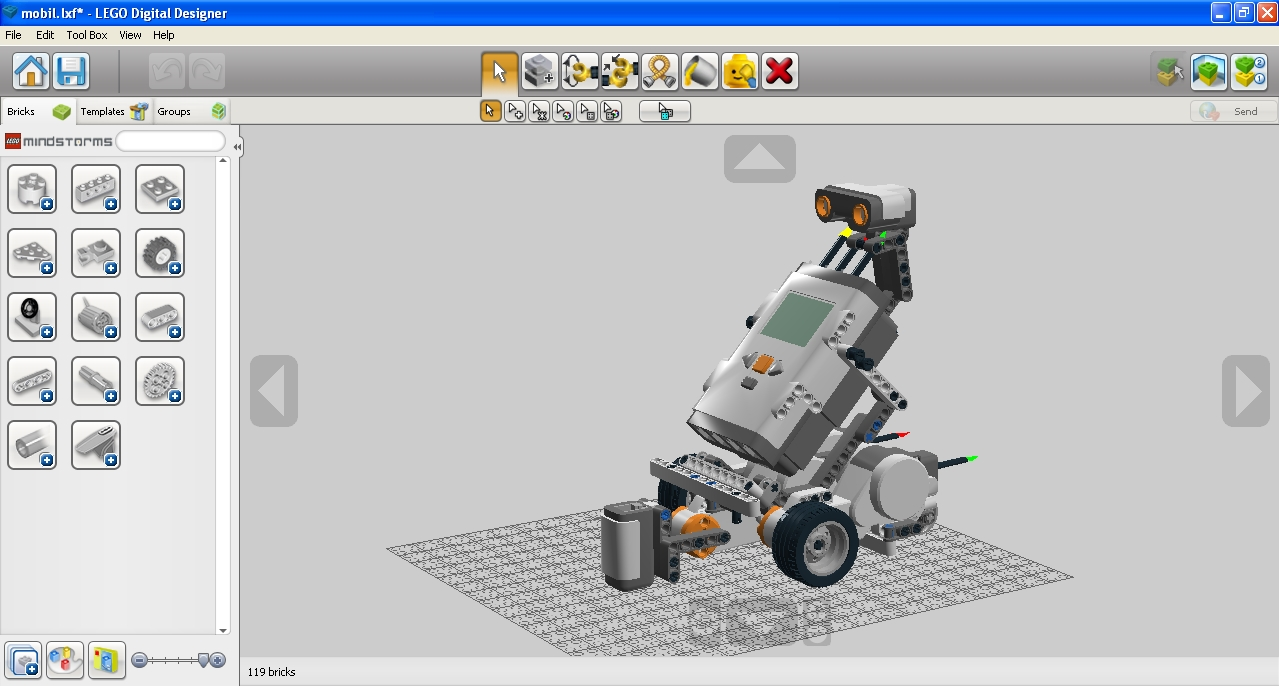 mobil.lxf* - LEGO Digital Designer
File Edit Tool Box View Help
Bricks Templates Groups
Send
LEGO mindstorms
119 bricks